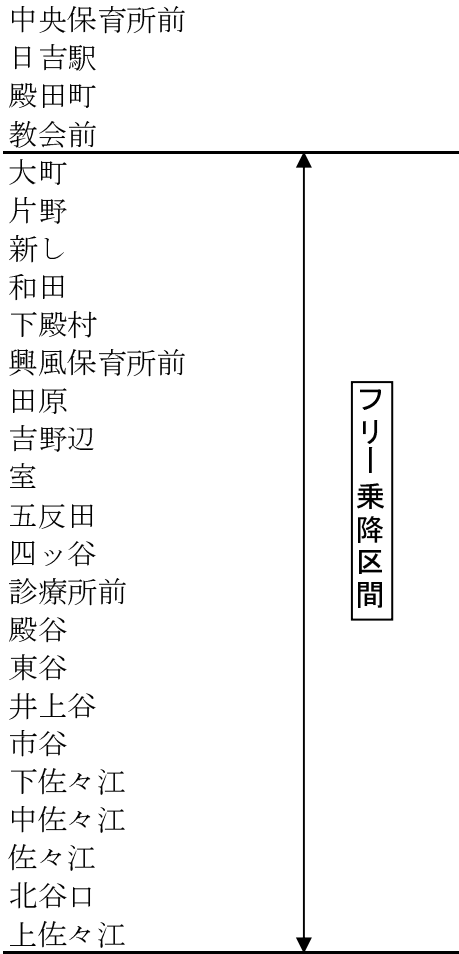 中央保育所前
日吉駅
殿田町
教会前
大町
片野
新し
和田
下殿村
興風保育所前
田原
吉野辺
室
五反田
四ッ谷
診療所前
殿谷
東谷
井上谷
市谷
下佐々江
中佐々江
佐々江
北谷口
上佐々江
フリー乗降区間